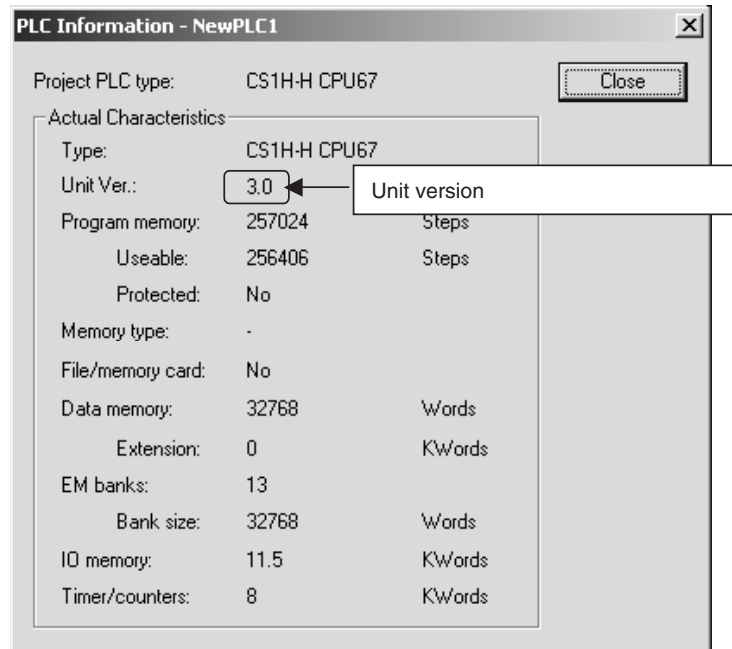 PLC Information - NewPLC1
Project PLC type: CS1H-H CPU67 Close
Actual Characteristics
Type: CS1H-H CPU67
Unit Ver.: 3.0 Unit version
Program memory: 257024 Steps
Useable: 256406 Steps
Protected: No
Memory type: -
File/memory card: No
Data memory: 32768 Words
Extension: 0 KWords
EM banks: 13
Bank size: 32768 Words
IO memory: 11.5 KWords
Timer/counters: 8 KWords